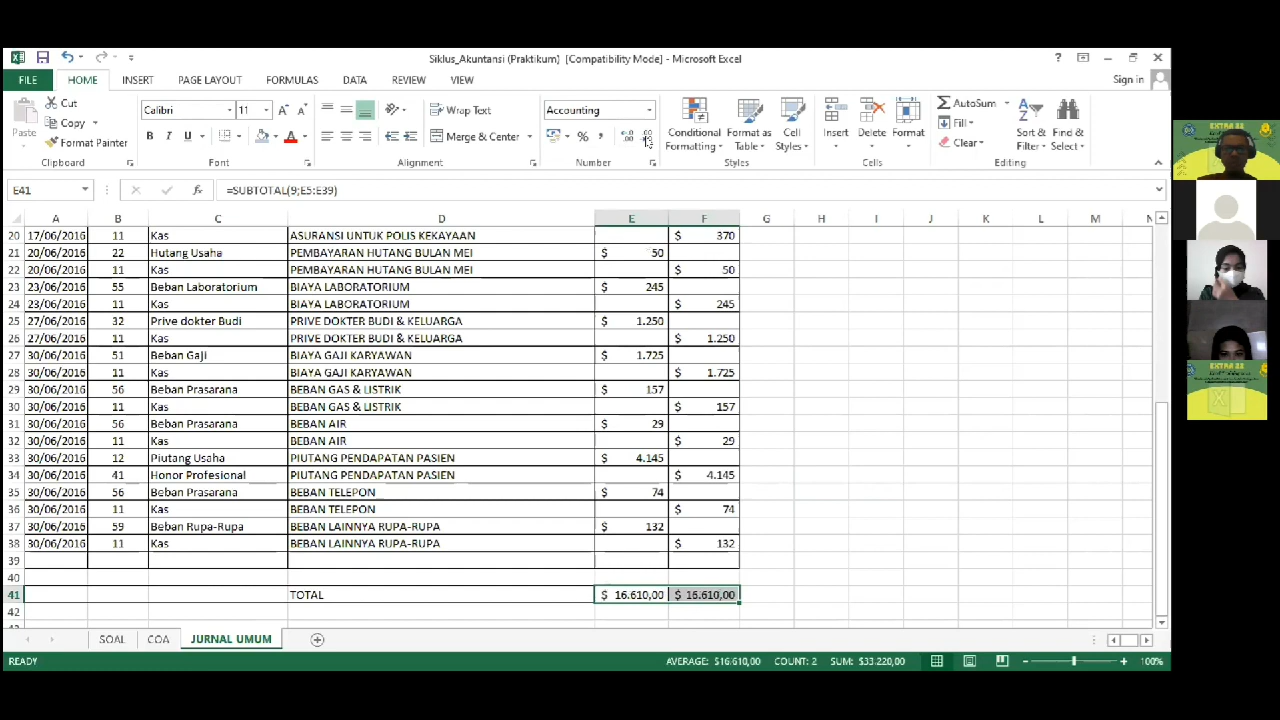 Siklus_Akuntansi (Praktikum) [Compatibility Mode] - Microsoft Excel
FILE HOME INSERT PAGE LAYOUT FORMULAS DATA REVIEW VIEW Sign in
Paste Cut Copy Format Painter Clipboard
Calibri 11 B I U A Font
Wrap Text Merge & Center Alignment
Accounting % , Number
Conditional Formatting Format as Table Cell Styles Styles
Insert Delete Format Cells
AutoSum Fill Clear Sort & Filter Find & Select Editing
E41 fx =SUBTOTAL(9;E5:E39)
A B C D E F G H I J K L M N
20 17/06/2016 11 Kas ASURANSI UNTUK POLIS KEKAYAAN $ 370
21 20/06/2016 22 Hutang Usaha PEMBAYARAN HUTANG BULAN MEI $ 50
22 20/06/2016 11 Kas PEMBAYARAN HUTANG BULAN MEI $ 50
23 23/06/2016 55 Beban Laboratorium BIAYA LABORATORIUM $ 245
24 23/06/2016 11 Kas BIAYA LABORATORIUM $ 245
25 27/06/2016 32 Prive dokter Budi PRIVE DOKTER BUDI & KELUARGA $ 1.250
26 27/06/2016 11 Kas PRIVE DOKTER BUDI & KELUARGA $ 1.250
27 30/06/2016 51 Beban Gaji BIAYA GAJI KARYAWAN $ 1.725
28 30/06/2016 11 Kas BIAYA GAJI KARYAWAN $ 1.725
29 30/06/2016 56 Beban Prasarana BEBAN GAS & LISTRIK $ 157
30 30/06/2016 11 Kas BEBAN GAS & LISTRIK $ 157
31 30/06/2016 56 Beban Prasarana BEBAN AIR $ 29
32 30/06/2016 11 Kas BEBAN AIR $ 29
33 30/06/2016 12 Piutang Usaha PIUTANG PENDAPATAN PASIEN $ 4.145
34 30/06/2016 41 Honor Profesional PIUTANG PENDAPATAN PASIEN $ 4.145
35 30/06/2016 56 Beban Prasarana BEBAN TELEPON $ 74
36 30/06/2016 11 Kas BEBAN TELEPON $ 74
37 30/06/2016 59 Beban Rupa-Rupa BEBAN LAINNYA RUPA-RUPA $ 132
38 30/06/2016 11 Kas BEBAN LAINNYA RUPA-RUPA $ 132
39
40
41 TOTAL $ 16.610,00 $ 16.610,00
42
SOAL COA JURNAL UMUM
READY AVERAGE: $16.610,00 COUNT: 2 SUM: $33.220,00 100%